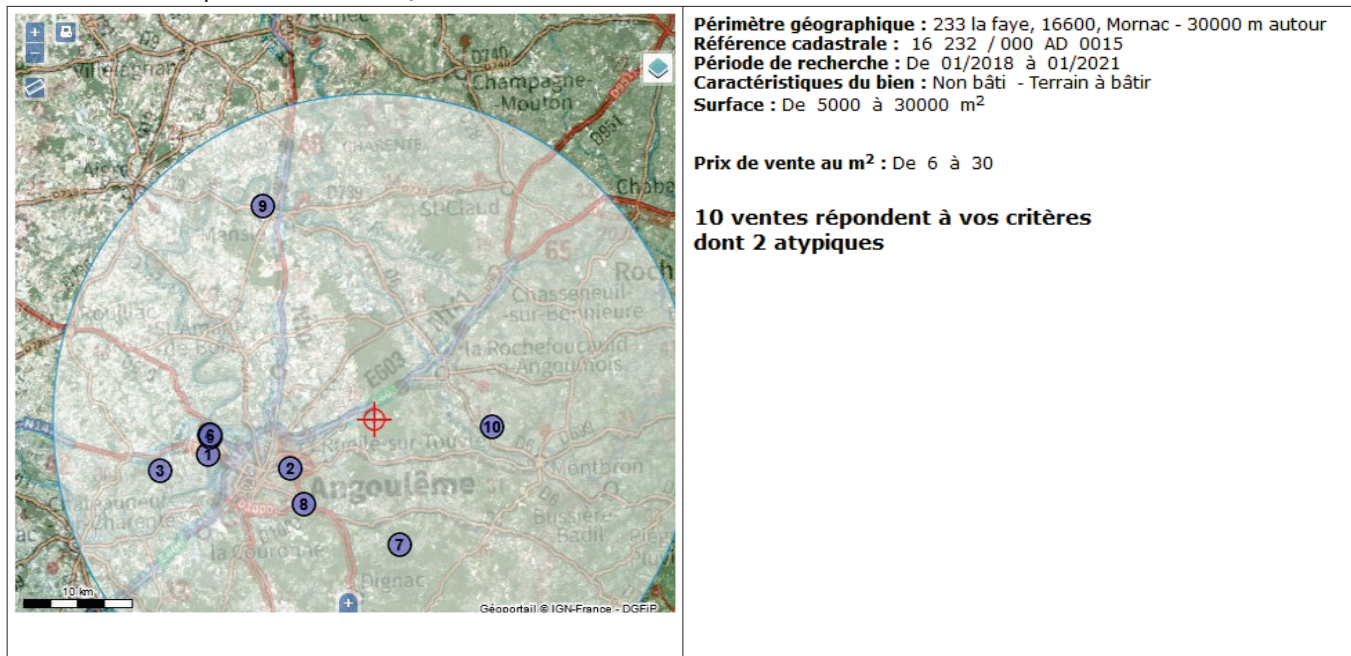 Périmètre géographique : 233 la faye, 16600, Mornac - 30000 m autour
Référence cadastrale : 16 232 / 000 AD 0015
Période de recherche : De 01/2018 à 01/2021
Caractéristiques du bien : Non bâti - Terrain à bâtir
Surface : De 5000 à 30000 m²
Prix de vente au m² : De 6 à 30
10 ventes répondent à vos critères
dont 2 atypiques
+
D740
Champagne-
Mouton
D951
CHARENTE
D739
St-Claud
9
Mansle
65
Chasseneuil-
-sur-Bonnieure
la Rochefoucauld-
-en-Angoumois
E603
6
1
3
2
10
Ruelle-sur-Touvre
D699
Montbron
Angoulême
8
Châteauneuf-
-sur-Charente
D1000
la Couronne
7
Bussière-
Badil
Dignac
10 km
+
Géoportail © IGN-France - DGFiP